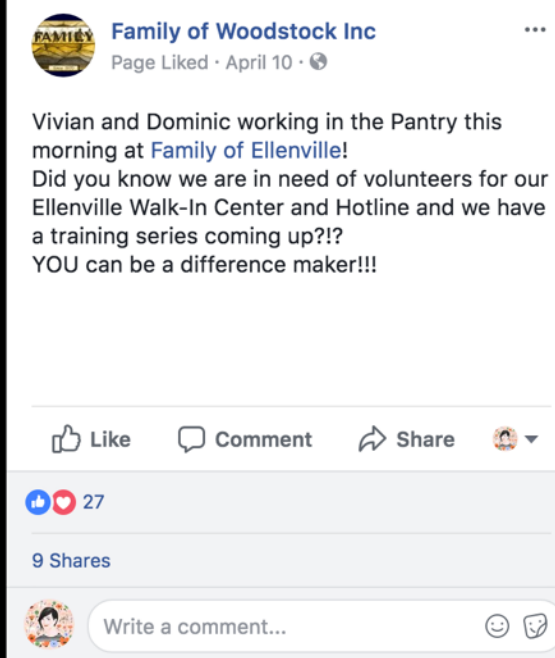 FAMILY
Family of Woodstock Inc
Page Liked · April 10 ·
Vivian and Dominic working in the Pantry this
morning at Family of Ellenville!
Did you know we are in need of volunteers for our
Ellenville Walk-In Center and Hotline and we have
a training series coming up?!?
YOU can be a difference maker!!!
Like Comment Share
27
9 Shares
Write a comment...